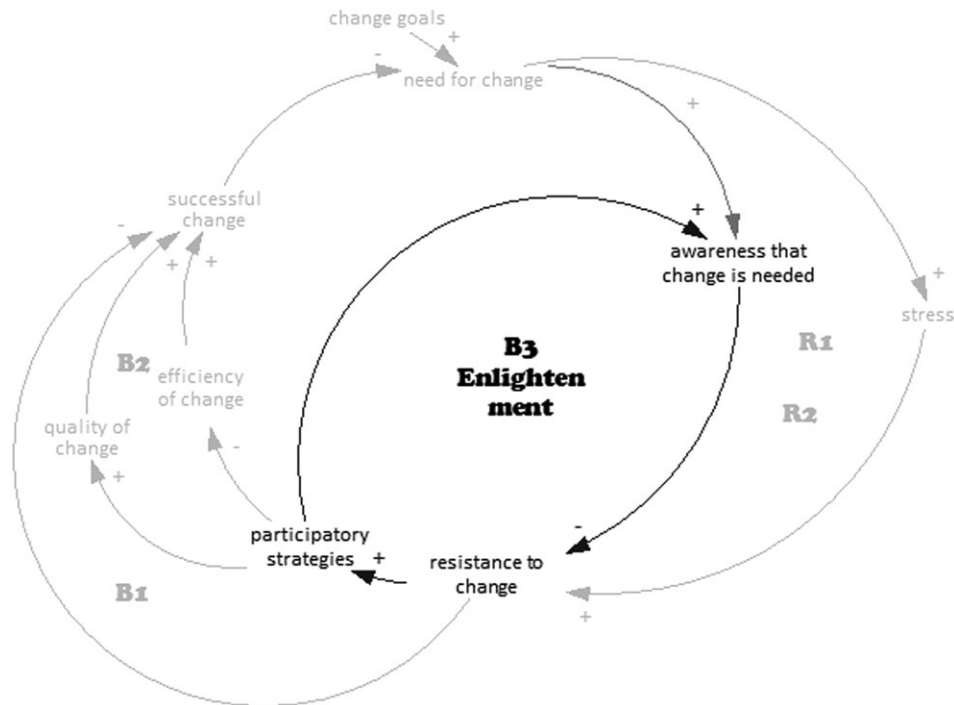 change goals
+
-
need for change
+
successful
change
-
+
+
+
awareness that
change is needed
+
stress
B3
Enlighten
ment
R1
R2
B2
efficiency
of change
quality of
change
-
+
participatory
strategies
+
-
resistance to
change
B1
+